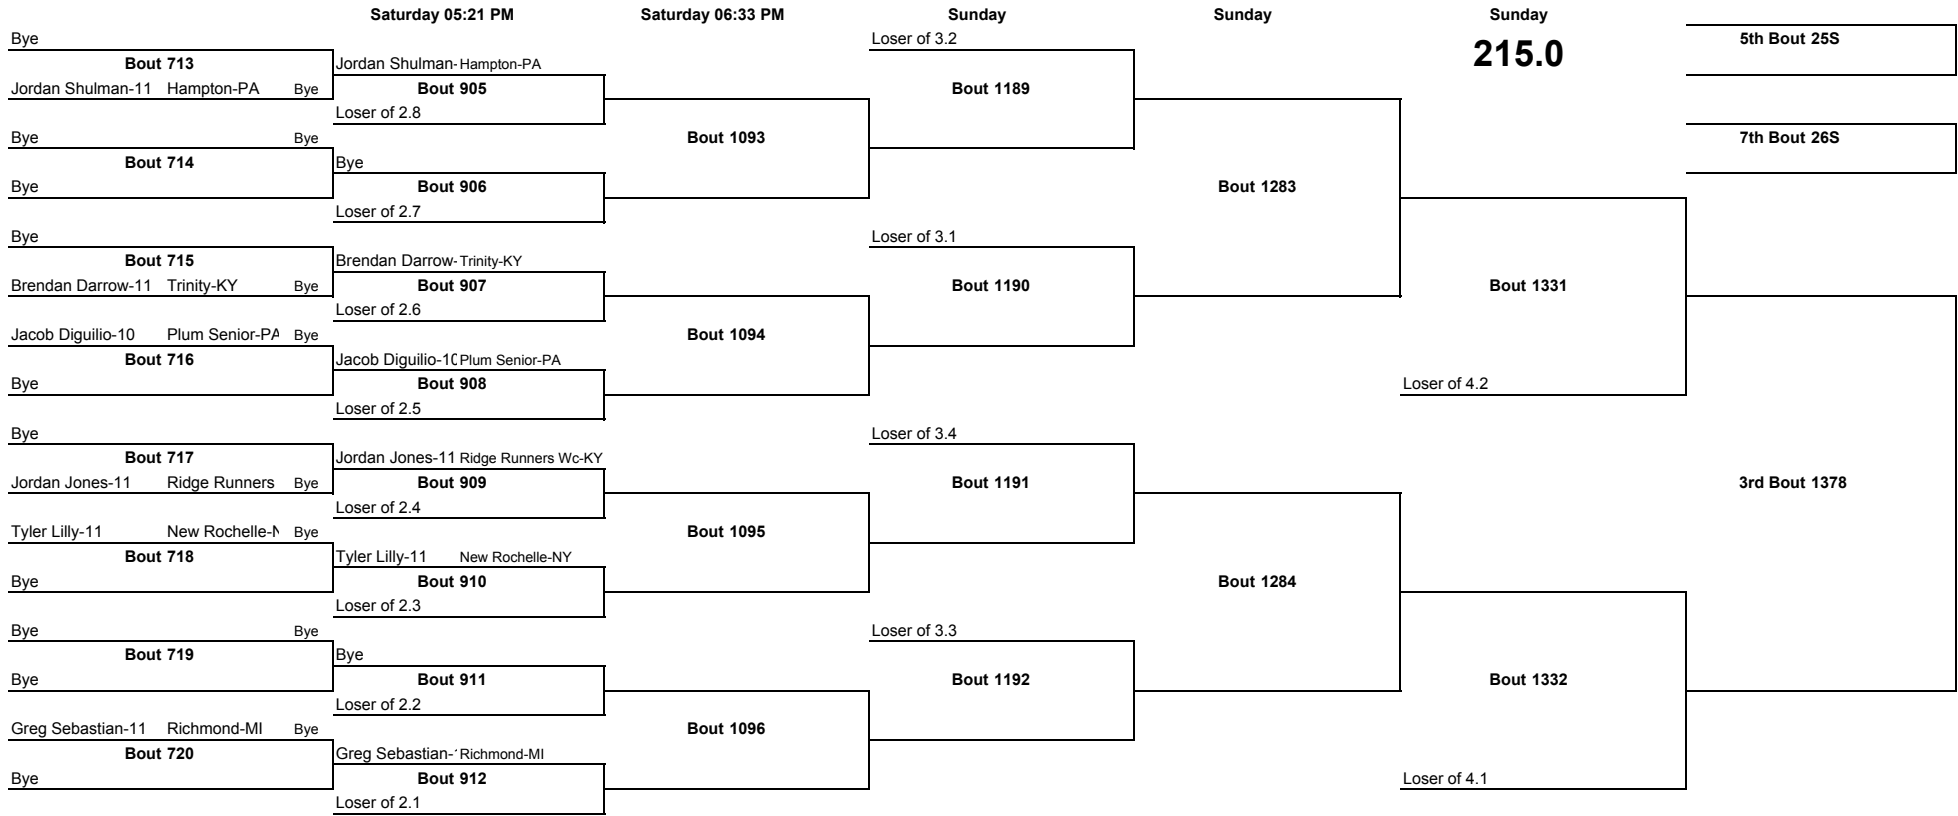 Saturday 05:21 PM Saturday 06:33 PM Sunday Sunday Sunday
215.0
Bye
Bout 713
Jordan Shulman-11 Hampton-PA Bye
Bye Bye
Bout 714
Bye
Bye
Bout 715
Brendan Darrow-11 Trinity-KY Bye
Jacob Diguilio-10 Plum Senior-PA Bye
Bout 716
Bye
Bye
Bout 717
Jordan Jones-11 Ridge Runners Bye
Tyler Lilly-11 New Rochelle-N Bye
Bout 718
Bye
Bye Bye
Bout 719
Bye
Greg Sebastian-11 Richmond-MI Bye
Bout 720
Bye
Jordan Shulman- Hampton-PA
Bout 905
Loser of 2.8
Bye
Bout 906
Loser of 2.7
Brendan Darrow- Trinity-KY
Bout 907
Loser of 2.6
Jacob Diguilio-10 Plum Senior-PA
Bout 908
Loser of 2.5
Jordan Jones-11 Ridge Runners Wc-KY
Bout 909
Loser of 2.4
Tyler Lilly-11 New Rochelle-NY
Bout 910
Loser of 2.3
Bye
Bout 911
Loser of 2.2
Greg Sebastian- Richmond-MI
Bout 912
Loser of 2.1
Bout 1093
Bout 1094
Bout 1095
Bout 1096
Loser of 3.2
Bout 1189
Loser of 3.1
Bout 1190
Loser of 3.4
Bout 1191
Loser of 3.3
Bout 1192
Bout 1283
Bout 1284
Bout 1331
Loser of 4.2
Bout 1332
Loser of 4.1
5th Bout 25S
7th Bout 26S
3rd Bout 1378